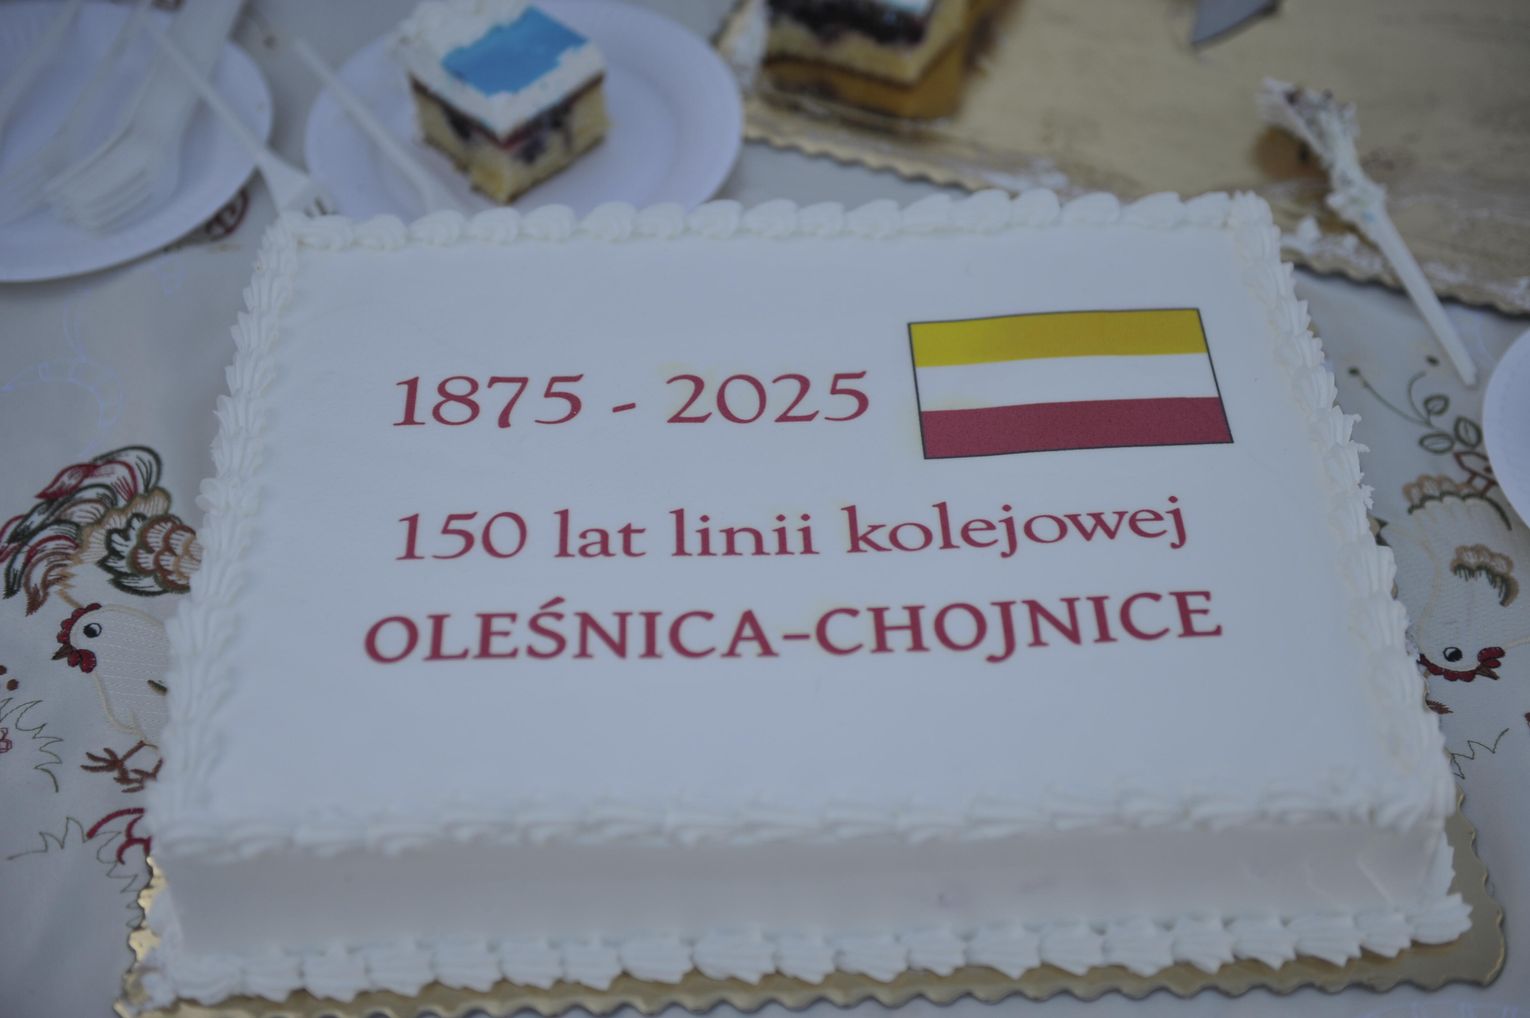 1875 - 2025
150 lat linii kolejowej
OLEŚNICA-CHOJNICE